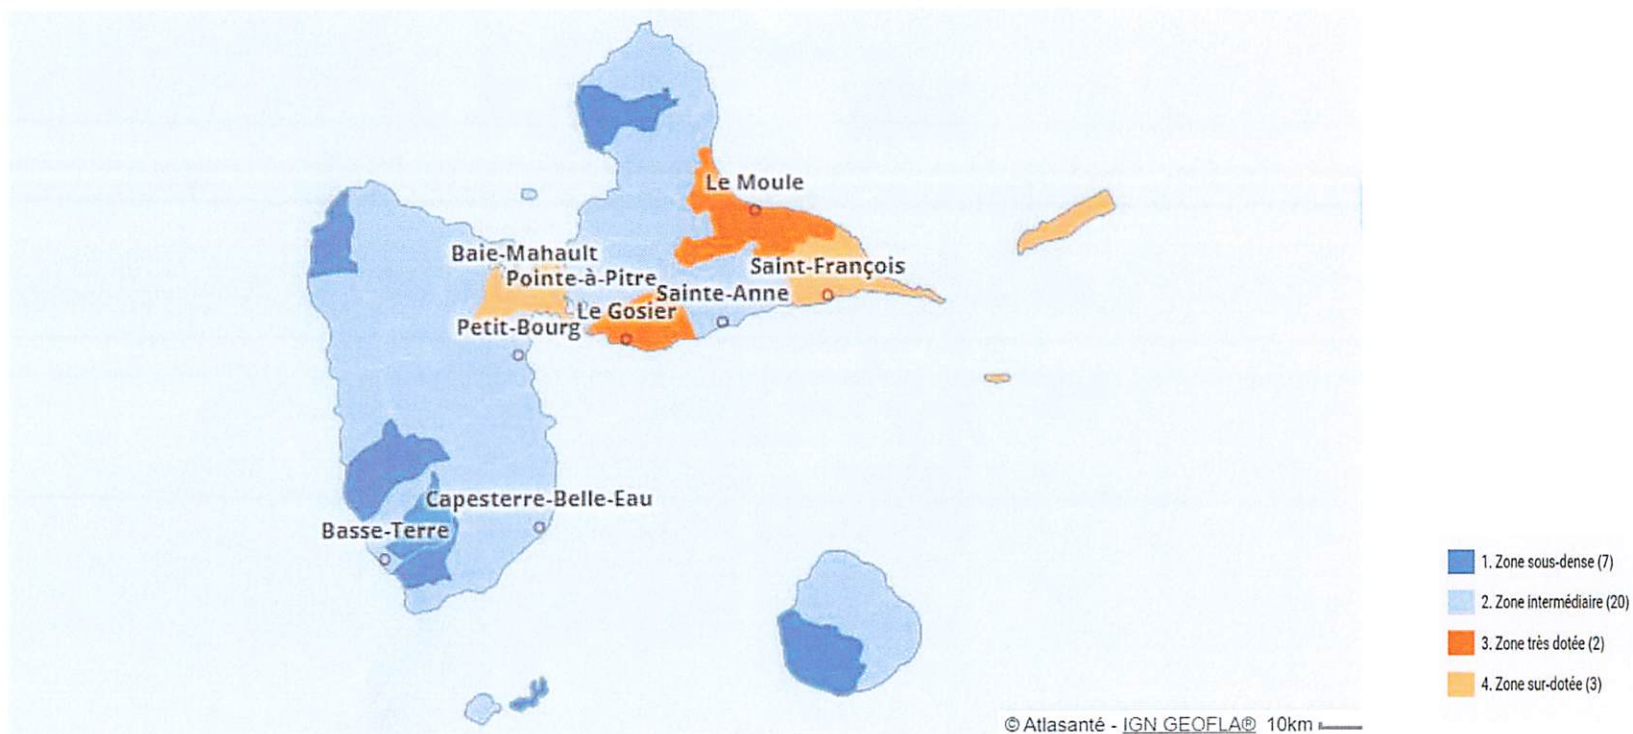 Le Moule
Baie-Mahault
Pointe-à-Pitre
Saint-François
Sainte-Anne
Le Gosier
Petit-Bourg
Capesterre-Belle-Eau
Basse-Terre
1. Zone sous-dense (7)
2. Zone intermédiaire (20)
3. Zone très dotée (2)
4. Zone sur-dotée (3)
© Atlasanté - IGN GEOFLA® 10km